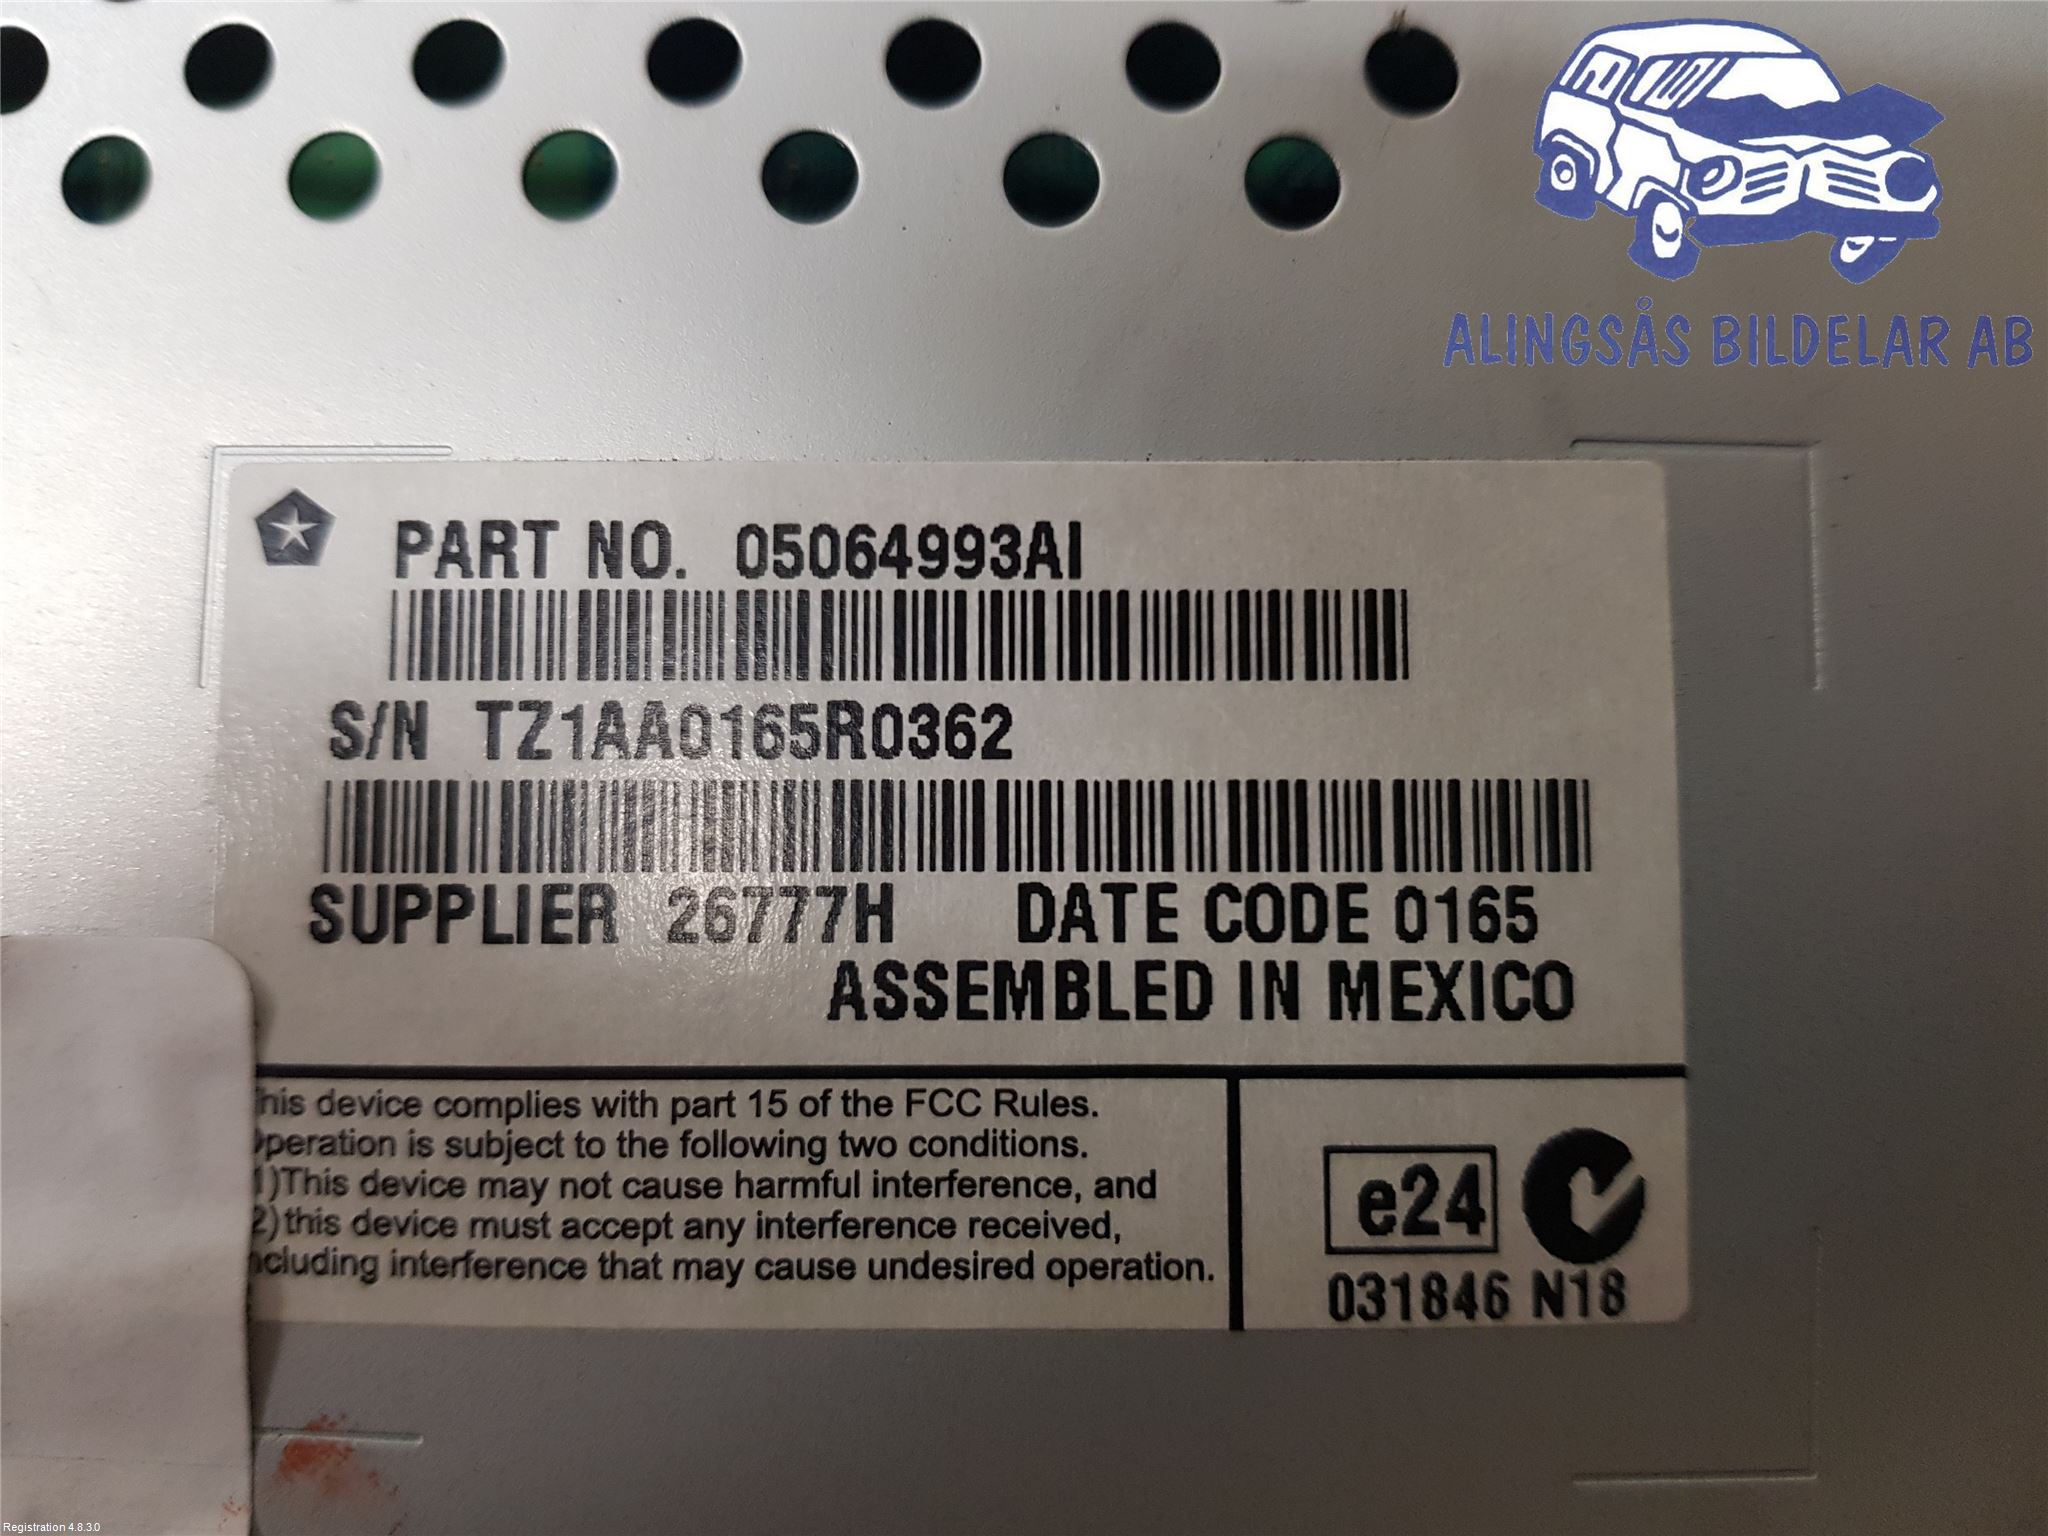 ALINGSÅS BILDELAR AB
PART NO. 05064993AI
S/N TZ1AA0165R0362
SUPPLIER 26777H DATE CODE 0165
ASSEMBLED IN MEXICO
his device complies with part 15 of the FCC Rules.
peration is subject to the following two conditions.
1)This device may not cause harmful interference, and
2)this device must accept any interference received,
ncluding interference that may cause undesired operation.
e24
031846 N18
Registration 4.8.3.0